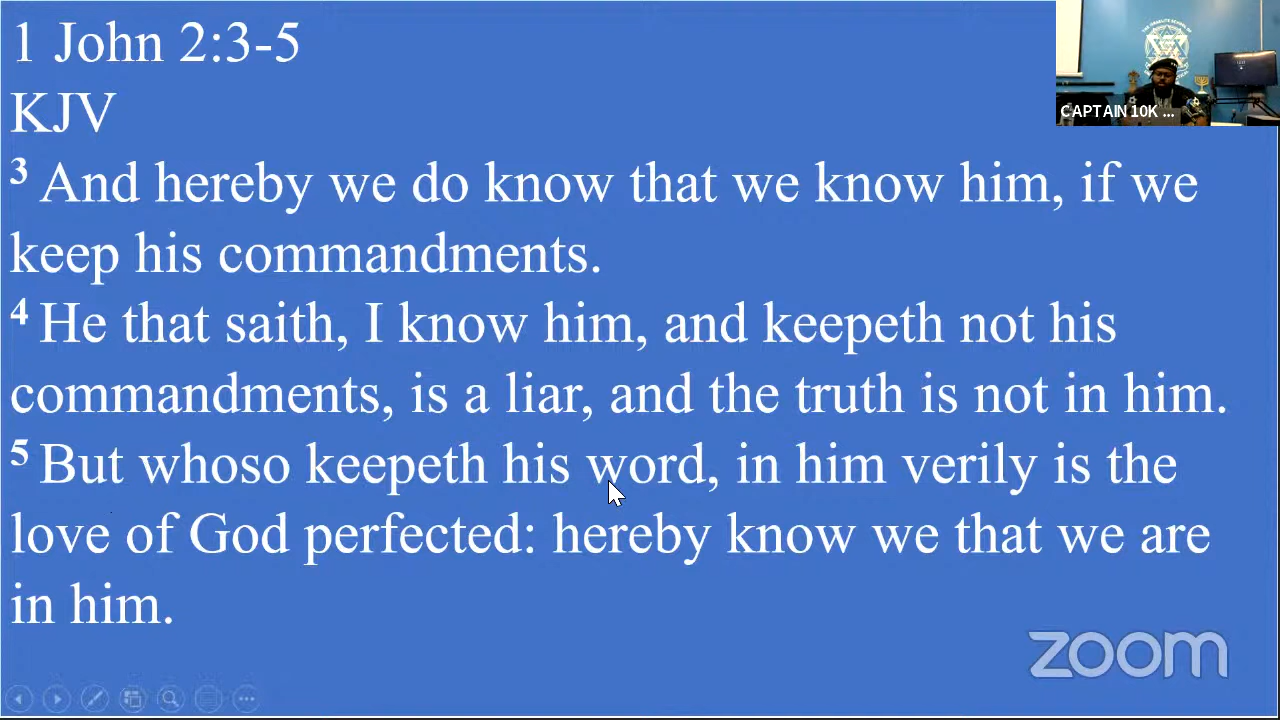 1 John 2:3-5
KJV
3 And hereby we do know that we know him, if we
keep his commandments.
4 He that saith, I know him, and keepeth not his
commandments, is a liar, and the truth is not in him.
5 But whoso keepeth his word, in him verily is the
love of God perfected: hereby know we that we are
in him.
CAPTAIN 10K ...
zoom